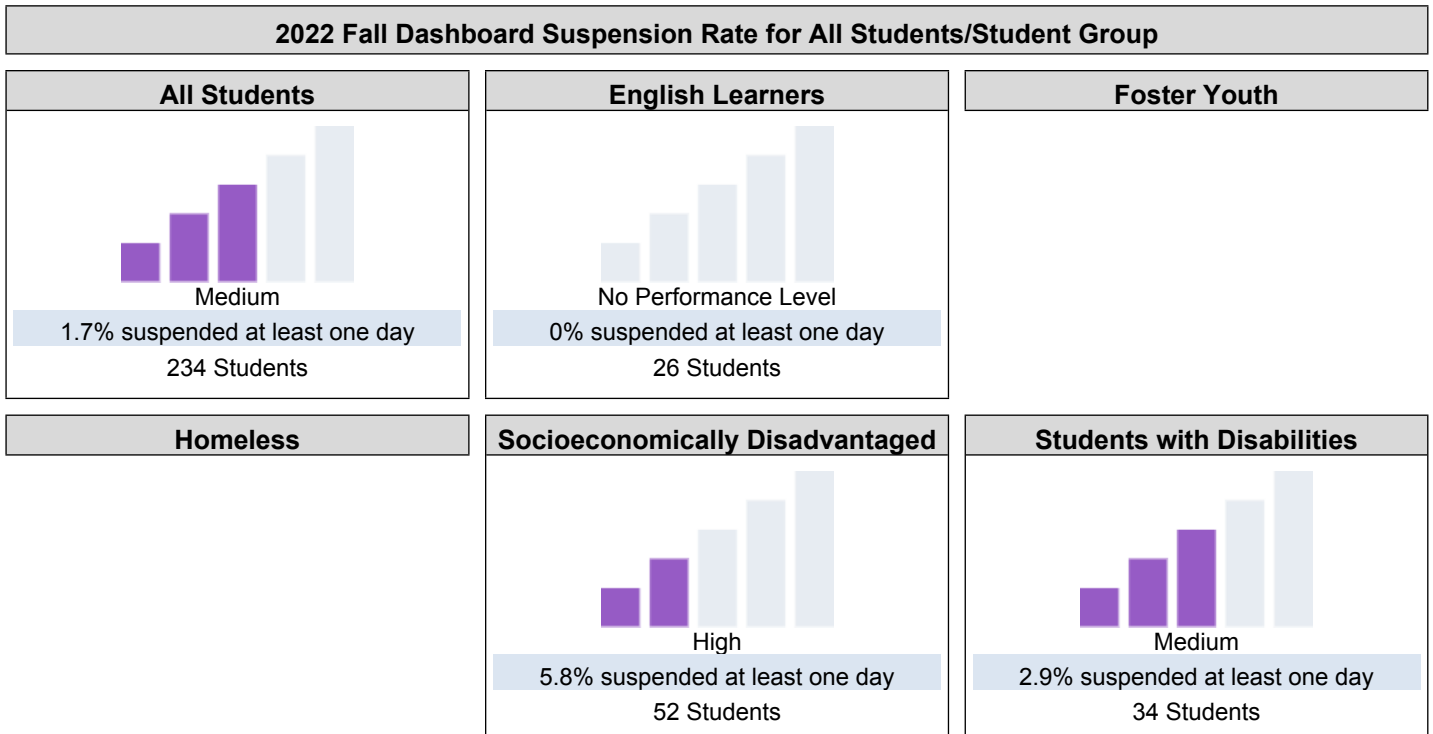 2022 Fall Dashboard Suspension Rate for All Students/Student Group
All Students
Medium
1.7% suspended at least one day
234 Students
English Learners
No Performance Level
0% suspended at least one day
26 Students
Foster Youth
Homeless
Socioeconomically Disadvantaged
High
5.8% suspended at least one day
52 Students
Students with Disabilities
Medium
2.9% suspended at least one day
34 Students